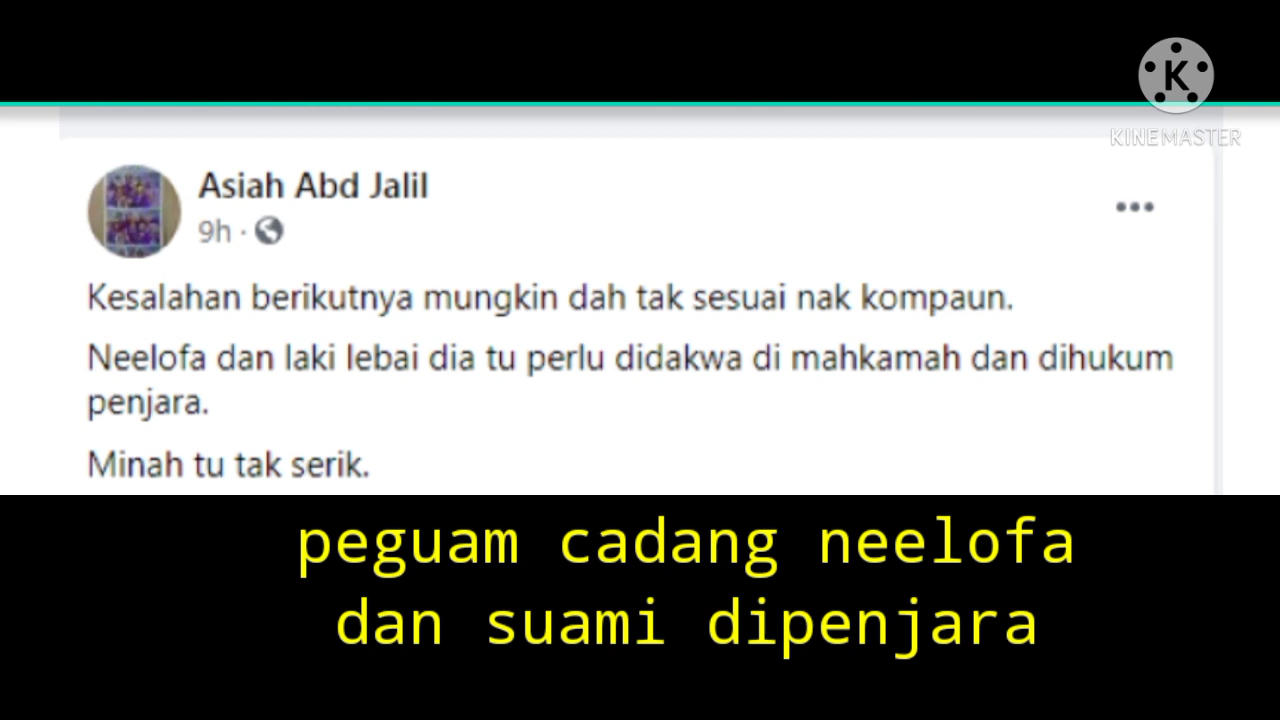 K
KINEMASTER
Asiah Abd Jalil
9h ·
Kesalahan berikutnya mungkin dah tak sesuai nak kompaun.
Neelofa dan laki lebai dia tu perlu didakwa di mahkamah dan dihukum
penjara.
Minah tu tak serik.
peguam cadang neelofa
dan suami dipenjara